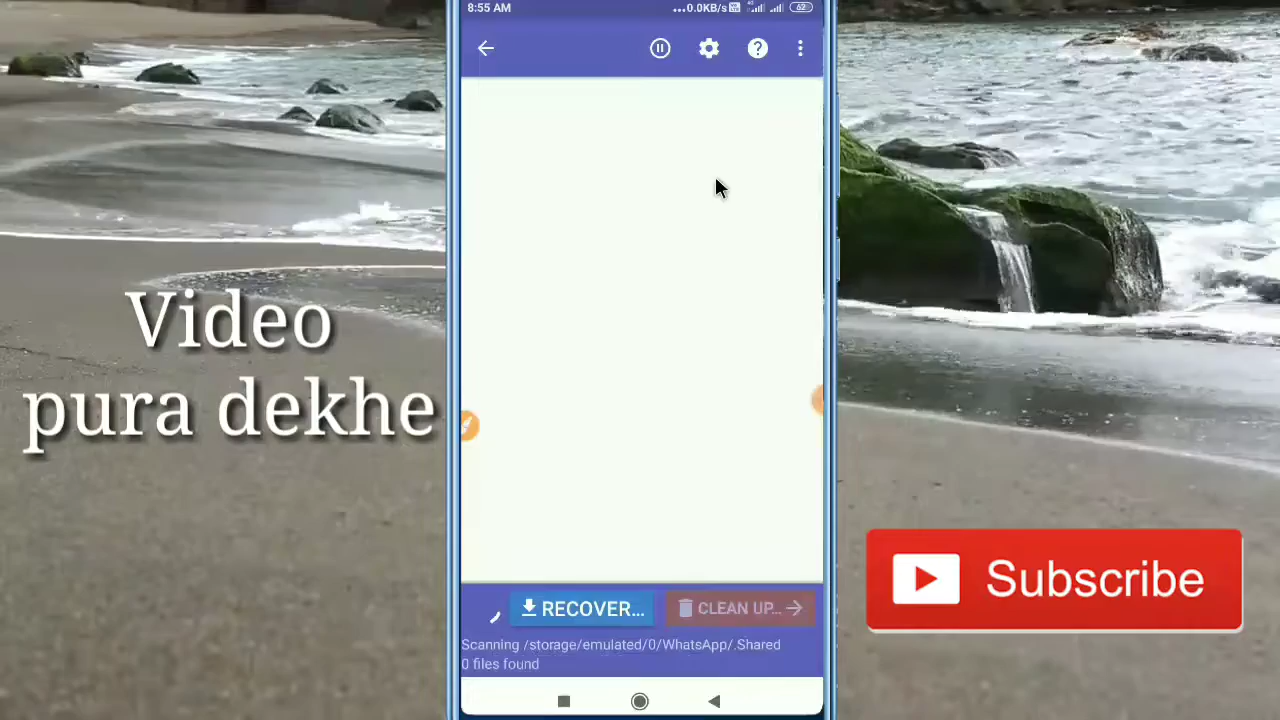 8:55 AM
...0.0KB/s
62
Video
pura dekhe
Subscribe
RECOVER...
CLEAN UP...
Scanning /storage/emulated/0/WhatsApp/.Shared
0 files found